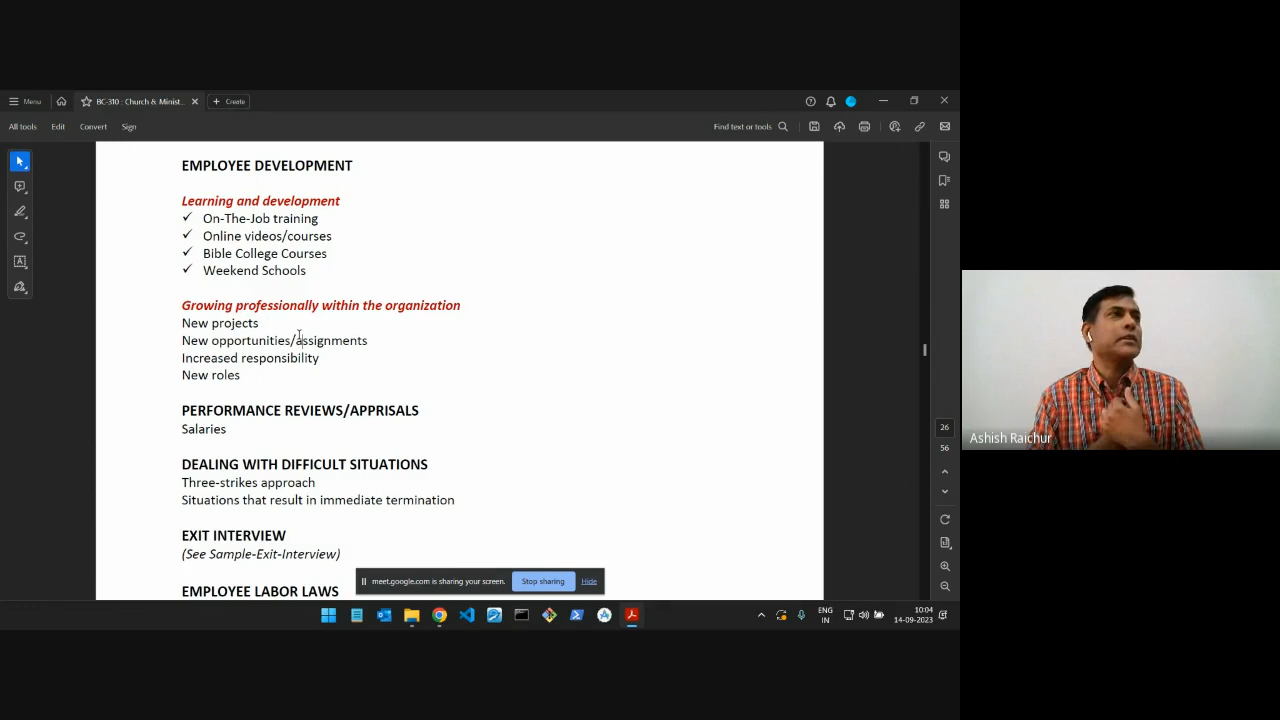 Menu
BC-310 : Church & Minist...
Create
All tools
Edit
Convert
Sign
Find text or tools
EMPLOYEE DEVELOPMENT
Learning and development
✓ On-The-Job training
✓ Online videos/courses
✓ Bible College Courses
✓ Weekend Schools
Growing professionally within the organization
New projects
New opportunities/assignments
Increased responsibility
New roles
PERFORMANCE REVIEWS/APPRISALS
Salaries
DEALING WITH DIFFICULT SITUATIONS
Three-strikes approach
Situations that result in immediate termination
EXIT INTERVIEW
(See Sample-Exit-Interview)
EMPLOYEE LABOR LAWS
26
56
meet.google.com is sharing your screen.
Stop sharing
Hide
ENG
IN
10:04
14-09-2023
Ashish Raichur